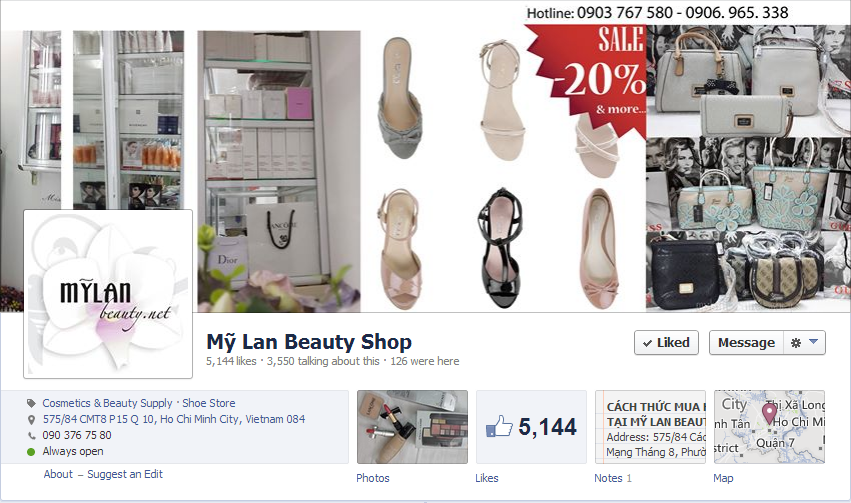 Hotline: 0903 767 580 - 0906. 965. 338
SALE
-20%
& more...
LANCÔME
Dior
GUESS
MỸLAN
beauty.net
Mỹ Lan Beauty Shop
5,144 likes · 3,550 talking about this · 126 were here
Liked
Message
Cosmetics & Beauty Supply · Shoe Store
575/84 CMT8 P15 Q 10, Ho Chi Minh City, Vietnam 084
090 376 75 80
Always open
About – Suggest an Edit
5,144
CÁCH THỨC MUA H
TẠI MỸ LAN BEAUT
Address: 575/84 Các
Mạng Tháng 8, Phườ
City
Thị Xã Long
nh Tân
Ho Chi M
Quận 7
strict
Photos
Likes
Notes 1
Map